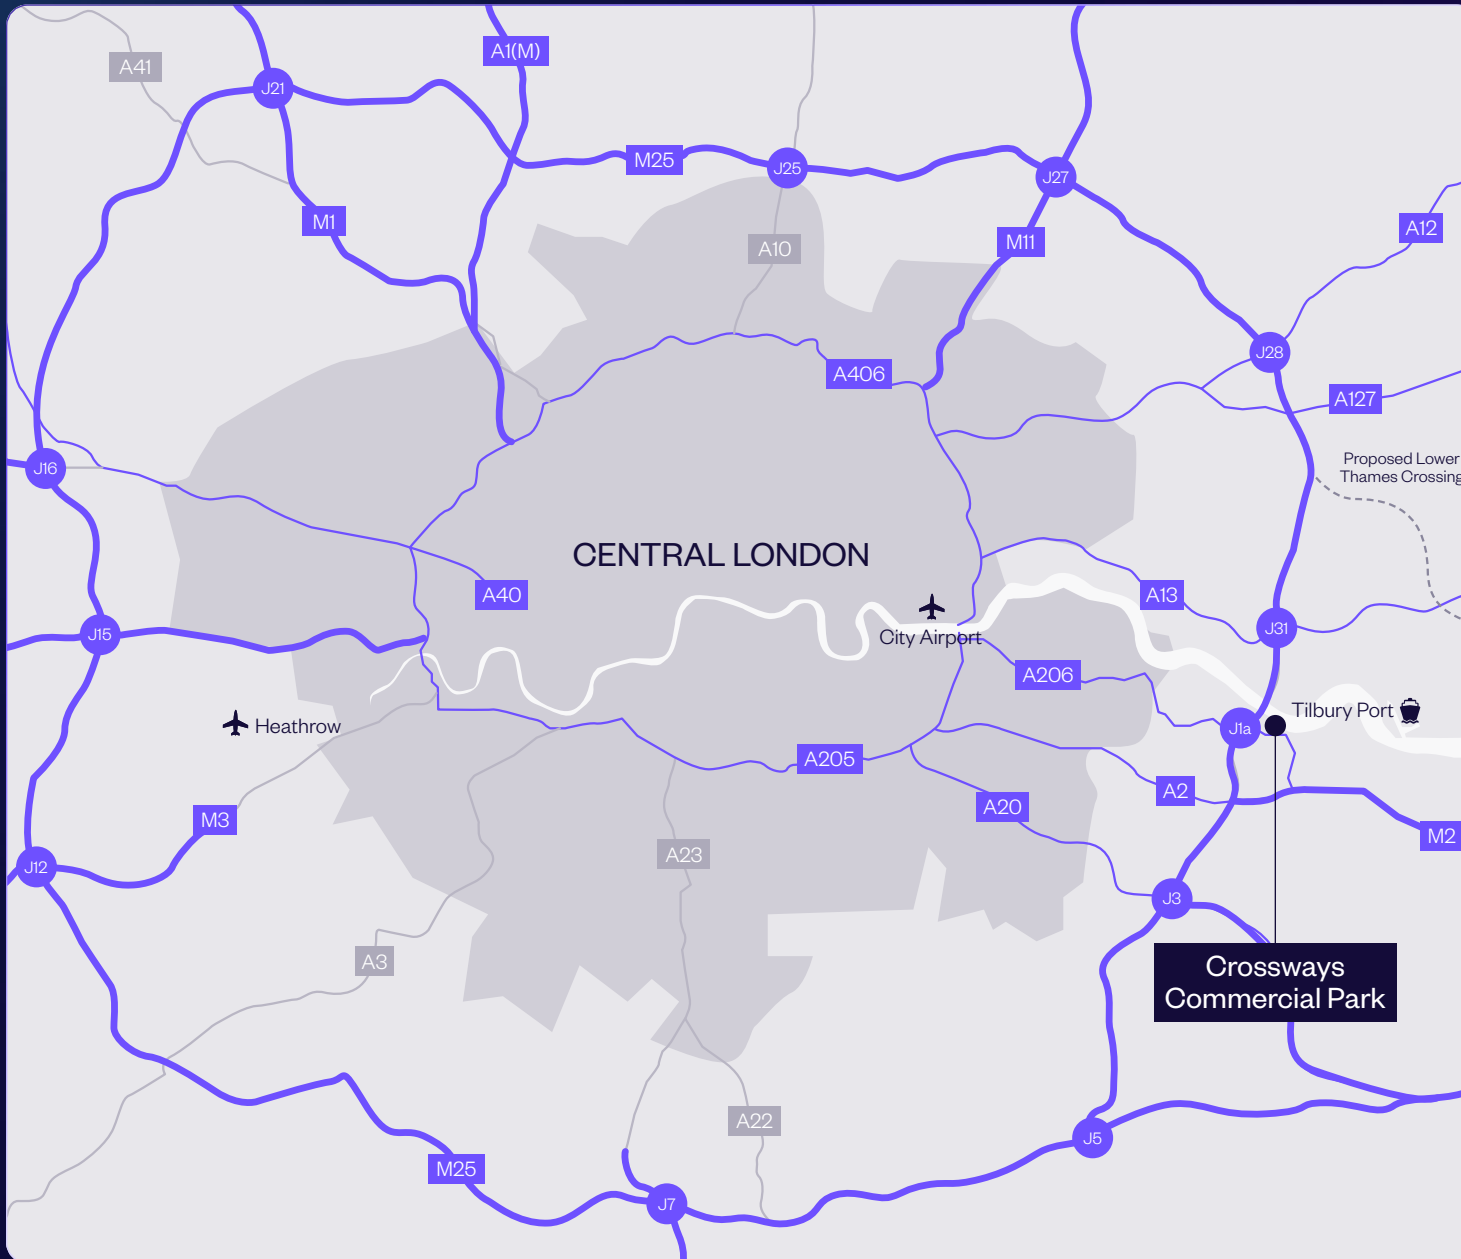 A1(M)
A41
J21
M25
J25
J27
M1
A12
M11
A10
J28
A406
A127
Proposed Lower
Thames Crossing
J16
CENTRAL LONDON
A40
A13
City Airport
J31
J15
A206
Tilbury Port
Heathrow
J1a
A205
A2
A20
M3
M2
A23
J12
J3
A3
Crossways
Commercial Park
A22
J5
M25
J7